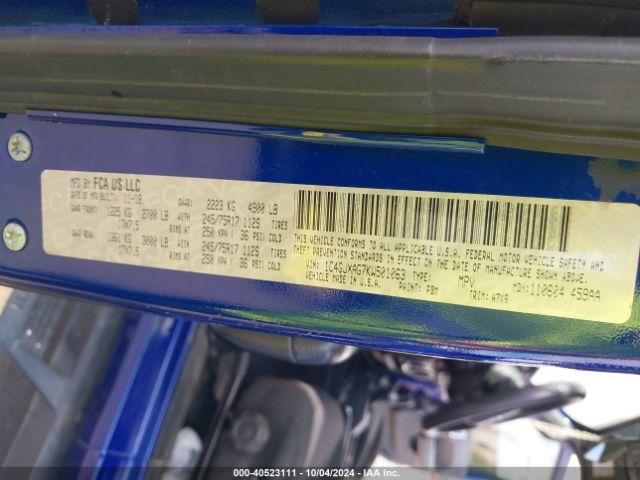 MFD BY FCA US LLC
DATE OF MFR/BUILT: 11-18 GVWR: 2223 KG 4900 LB
GAWR FRONT: 1225 KG 2700 LB WITH 245/75R17 112S TIRES
17X7.5 RIMS AT 250 KPA ( 36 PSI COLD
GAWR REAR: 1361 KG 3000 LB WITH 245/75R17 112S TIRES
17X7.5 RIMS AT 250 KPA ( 36 PSI COLD
THIS VEHICLE CONFORMS TO ALL APPLICABLE U.S.A. FEDERAL MOTOR VEHICLE SAFETY AND
THEFT PREVENTION STANDARDS IN EFFECT ON THE DATE OF MANUFACTURE SHOWN ABOVE.
VIN: TYPE: MPV
MADE IN U.S.A. PAINT: PBM MDH: 110604 459AA
TRIM: A7X9
000-40523111 - 10/04/2024 - IAA Inc.